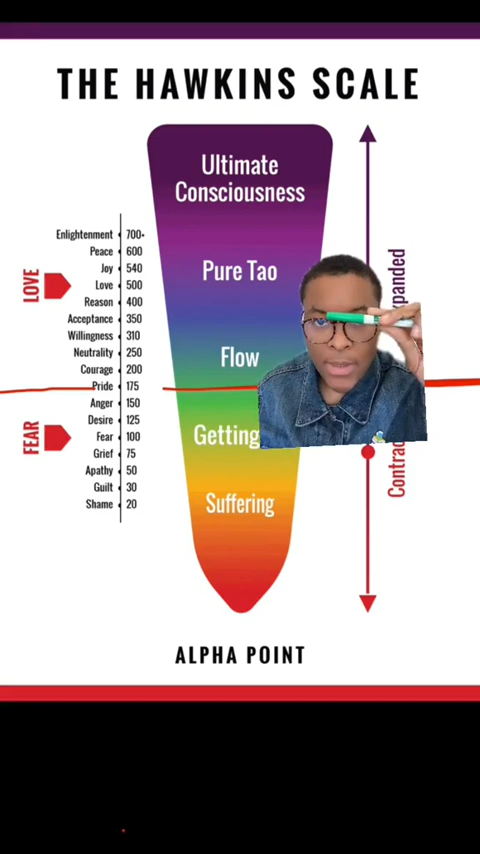 THE HAWKINS SCALE
Ultimate
Consciousness
Enlightenment 700+
Peace 600
Joy 540
Love 500
Reason 400
Acceptance 350
Willingness 310
Neutrality 250
Courage 200
Pride 175
Anger 150
Desire 125
Fear 100
Grief 75
Apathy 50
Guilt 30
Shame 20
LOVE
FEAR
Pure Tao
Flow
Getting
Suffering
panded
Contrac
ALPHA POINT